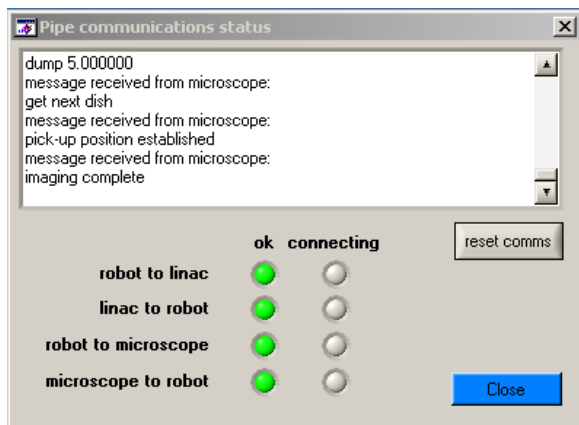 Pipe communications status
dump 5.000000
message received from microscope:
get next dish
message received from microscope:
pick-up position established
message received from microscope:
imaging complete
reset comms
ok connecting
robot to linac
linac to robot
robot to microscope
microscope to robot
Close